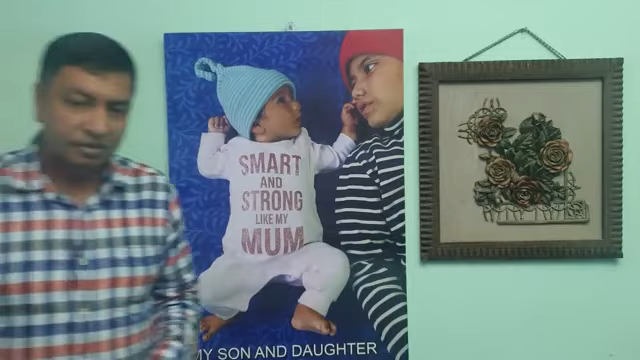 SMART
AND
STRONG
LIKE MY
MUM
MY SON AND DAUGHTER